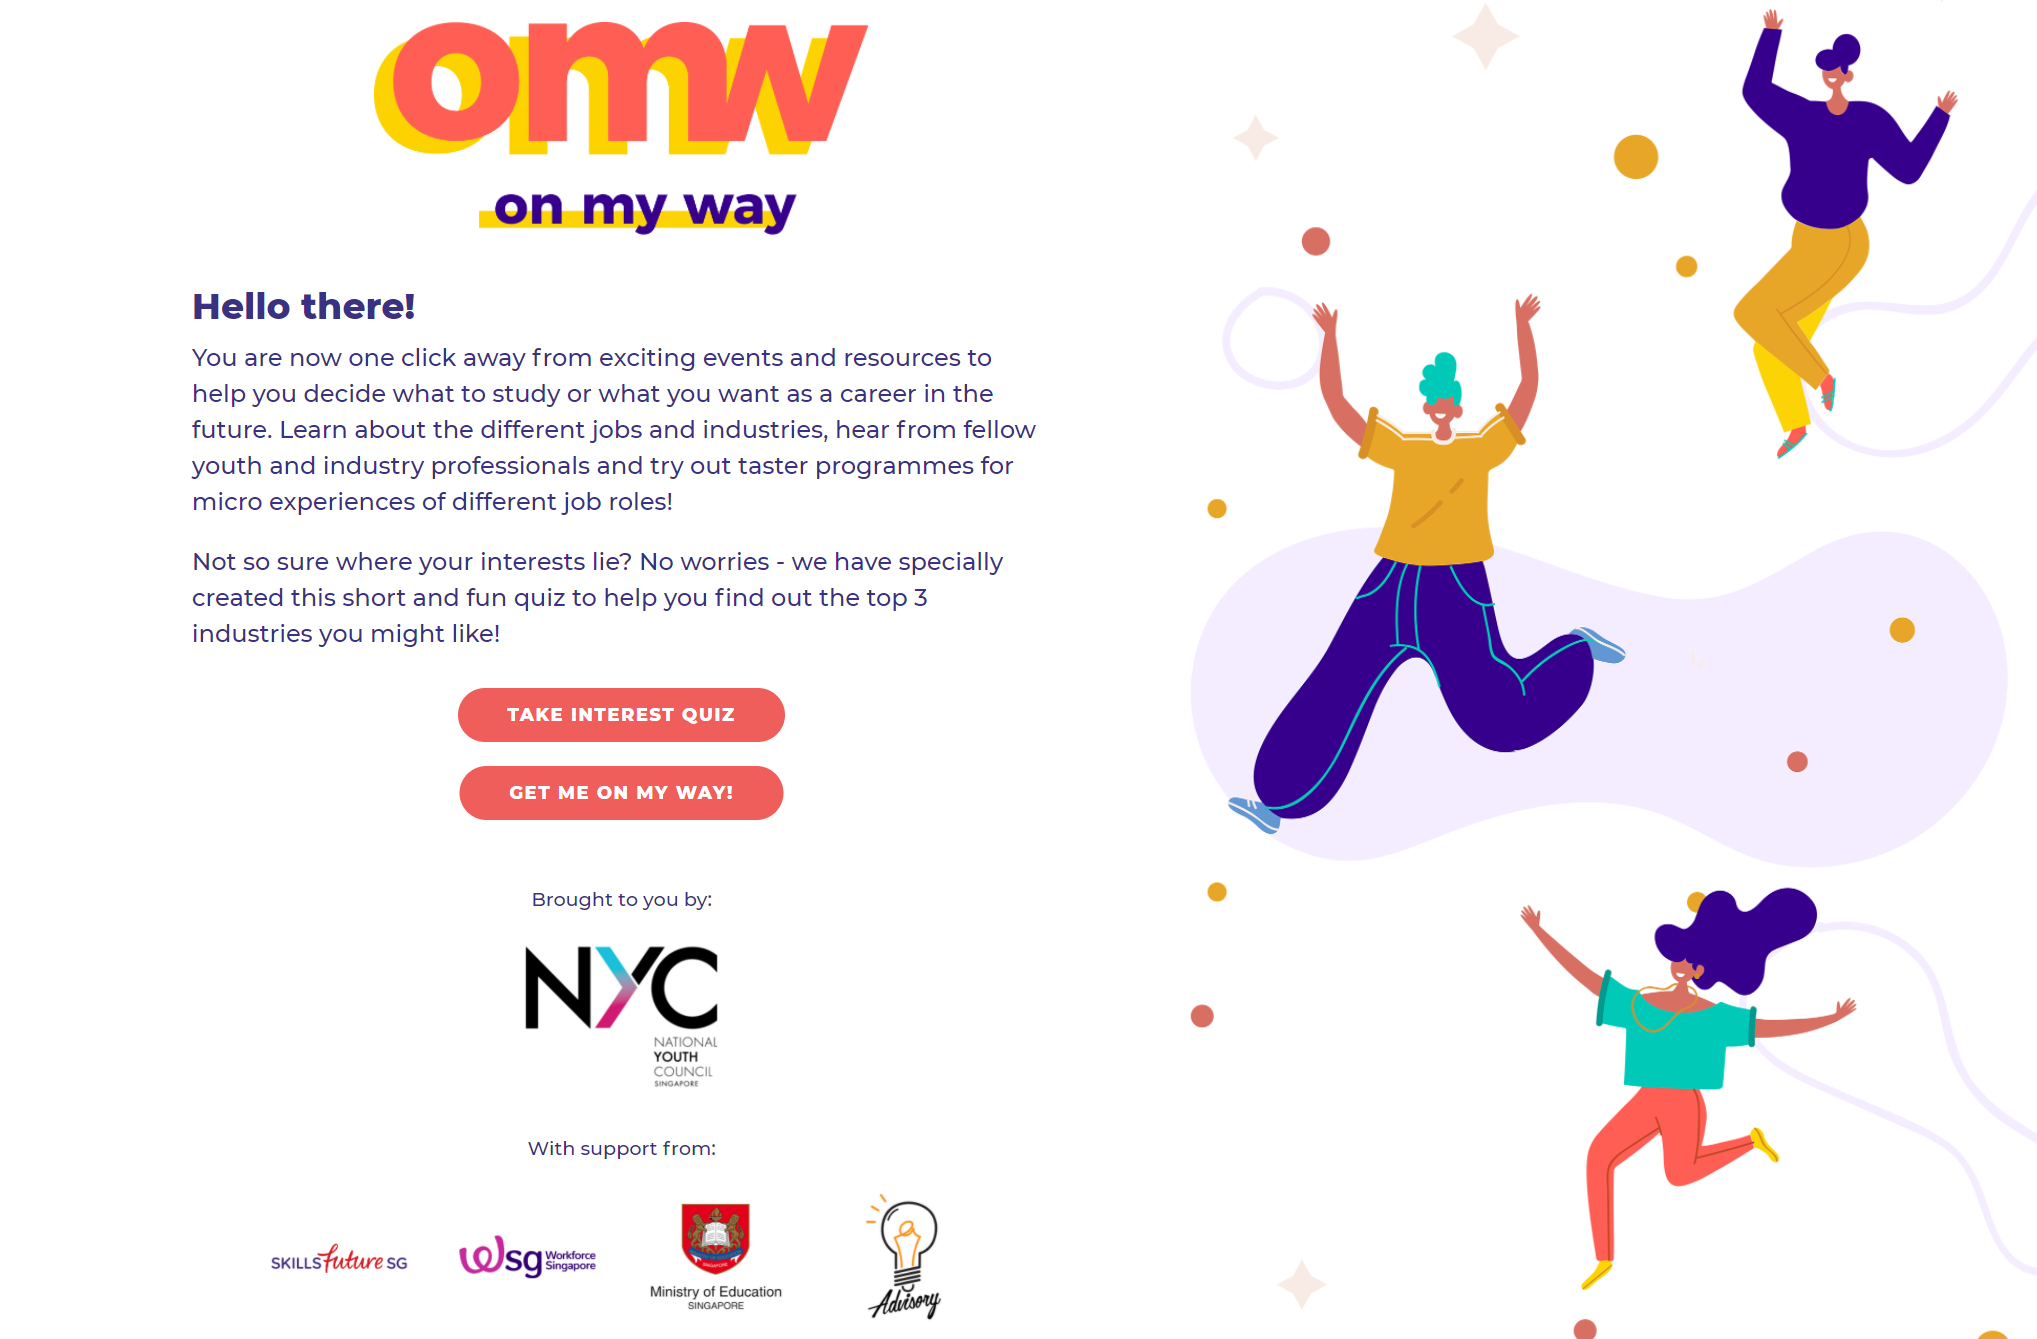 omw
on my way
Hello there!
You are now one click away from exciting events and resources to
help you decide what to study or what you want as a career in the
future. Learn about the different jobs and industries, hear from fellow
youth and industry professionals and try out taster programmes for
micro experiences of different job roles!
Not so sure where your interests lie? No worries - we have specially
created this short and fun quiz to help you find out the top 3
industries you might like!
TAKE INTEREST QUIZ
GET ME ON MY WAY!
Brought to you by:
NYC
NATIONAL
YOUTH
COUNCIL
SINGAPORE
With support from:
SKILLSfuture SG
wsg Workforce
Singapore
SINGAPORE
Ministry of Education
SINGAPORE
Advisory